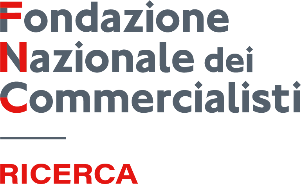 Fondazione
Nazionale dei
Commercialisti
RICERCA